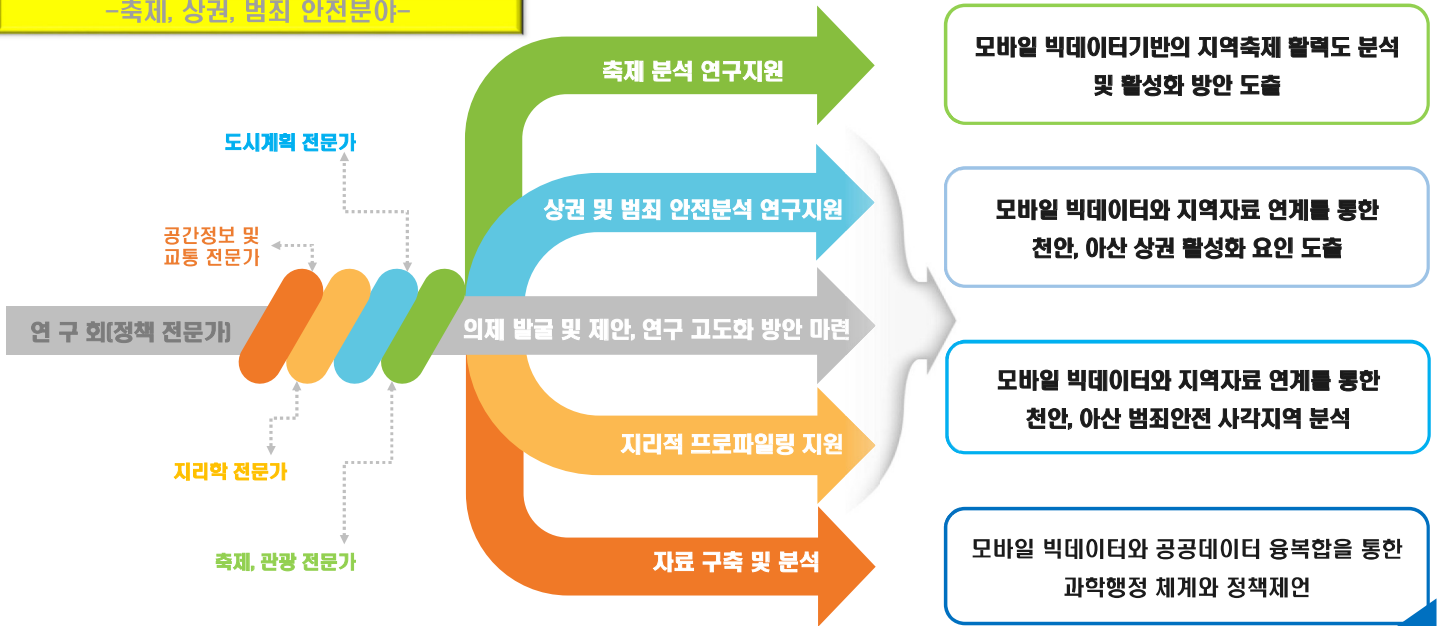 -축제, 상권, 범죄 안전분야-
축제 분석 연구지원
모바일 빅데이터기반의 지역축제 활력도 분석
및 활성화 방안 도출
도시계획 전문가
상권 및 범죄 안전분석 연구지원
모바일 빅데이터와 지역자료 연계를 통한
천안, 아산 상권 활성화 요인 도출
공간정보 및
교통 전문가
연 구 회(정책 전문가)
의제 발굴 및 제안, 연구 고도화 방안 마련
모바일 빅데이터와 지역자료 연계를 통한
천안, 아산 범죄안전 사각지역 분석
지리적 프로파일링 지원
지리학 전문가
축제, 관광 전문가
자료 구축 및 분석
모바일 빅데이터와 공공데이터 융복합을 통한
과학행정 체계와 정책제언